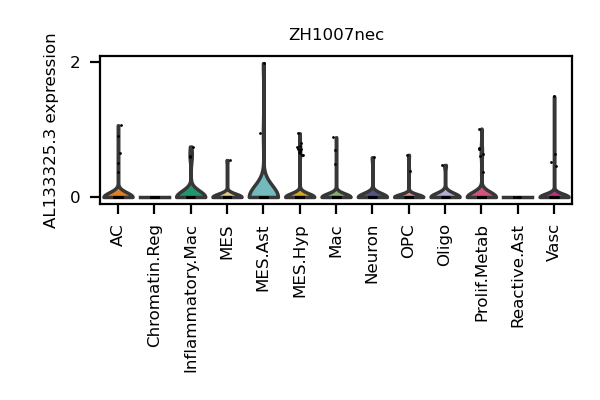 ZH1007nec
AL133325.3 expression
2
0
AC
Chromatin.Reg
Inflammatory.Mac
MES
MES.Ast
MES.Hyp
Mac
Neuron
OPC
Oligo
Prolif.Metab
Reactive.Ast
Vasc